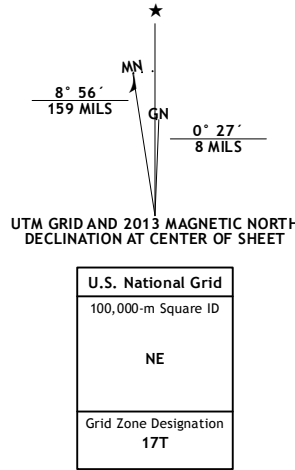 ★
MN
GN
8° 56´
159 MILS
0° 27´
8 MILS
UTM GRID AND 2013 MAGNETIC NORTH
DECLINATION AT CENTER OF SHEET
U.S. National Grid
100,000-m Square ID
NE
Grid Zone Designation
17T